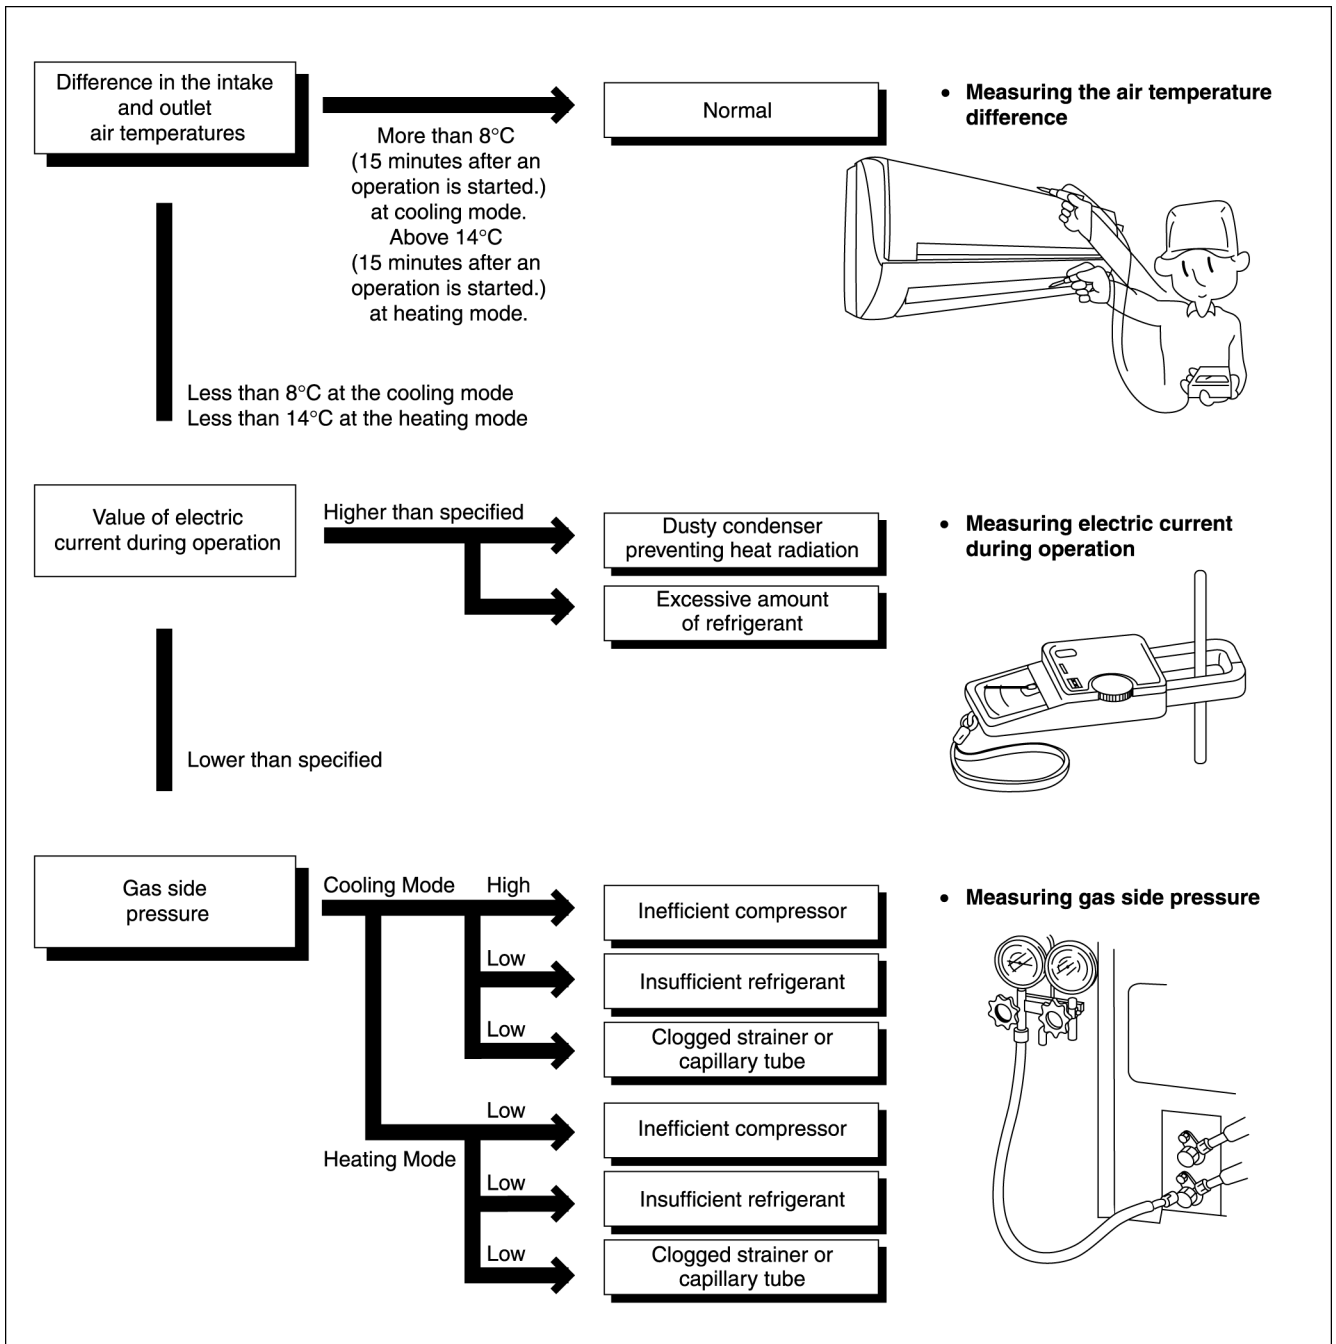 Difference in the intake
and outlet
air temperatures
More than 8°C
(15 minutes after an
operation is started.)
at cooling mode.
Above 14°C
(15 minutes after an
operation is started.)
at heating mode.
Normal
• Measuring the air temperature
difference
Less than 8°C at the cooling mode
Less than 14°C at the heating mode
Value of electric
current during operation
Higher than specified
Dusty condenser
preventing heat radiation
Excessive amount
of refrigerant
• Measuring electric current
during operation
Lower than specified
Gas side
pressure
Cooling Mode
High
Inefficient compressor
Low
Insufficient refrigerant
Low
Clogged strainer or
capillary tube
Heating Mode
Low
Inefficient compressor
Low
Insufficient refrigerant
Low
Clogged strainer or
capillary tube
• Measuring gas side pressure